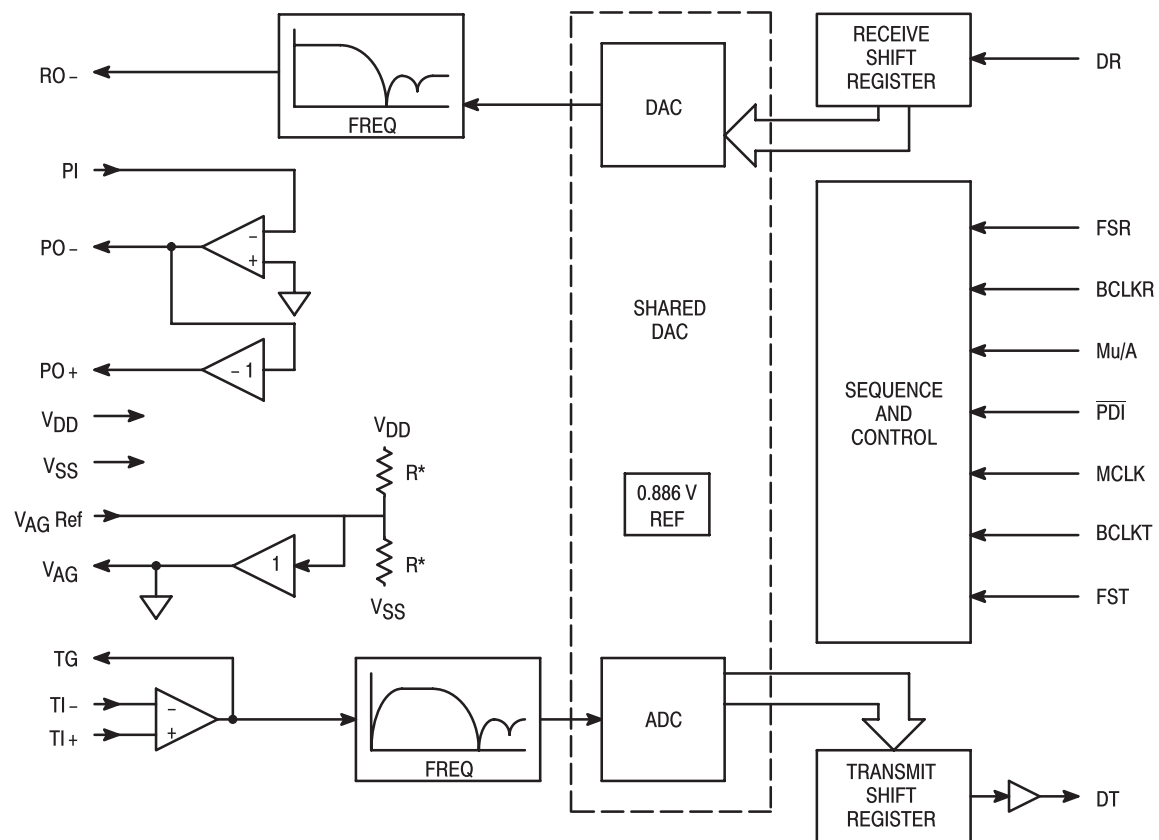 RO–
FREQ
DAC
RECEIVE
SHIFT
REGISTER
DR
PI
PO–
–
+
PO+
– 1
VDD
VSS
VAG Ref
VAG
1
VDD
R*
R*
VSS
SHARED
DAC
0.886 V
REF
SEQUENCE
AND
CONTROL
FSR
BCLKR
Mu/A
PDI
MCLK
BCLKT
FST
TG
TI–
TI+
–
+
FREQ
ADC
TRANSMIT
SHIFT
REGISTER
DT